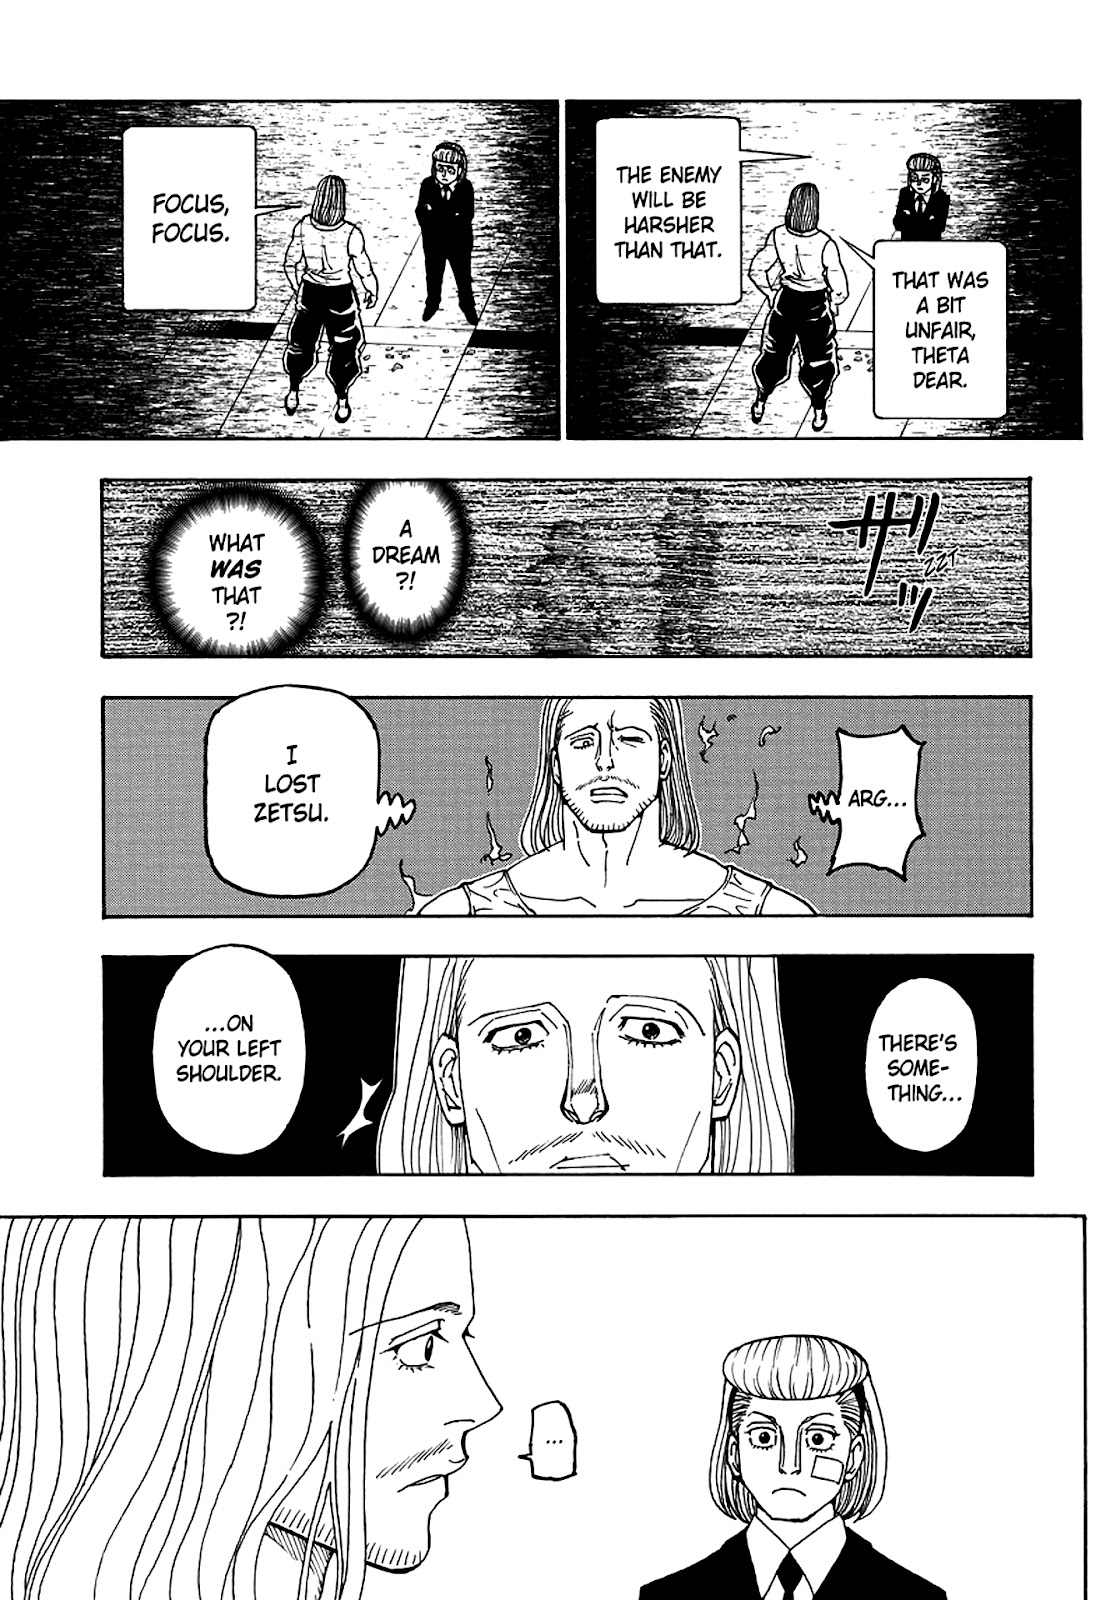 THE ENEMY
WILL BE
HARSHER
THAN THAT.
THAT WAS
A BIT
UNFAIR,
THETA
DEAR.
FOCUS,
FOCUS.
ザザッ
ZZT
A
DREAM
?!
WHAT
WAS
THAT
?!
ARG...
I
LOST
ZETSU.
THERE'S
SOME-
THING...
...ON
YOUR LEFT
SHOULDER.
...